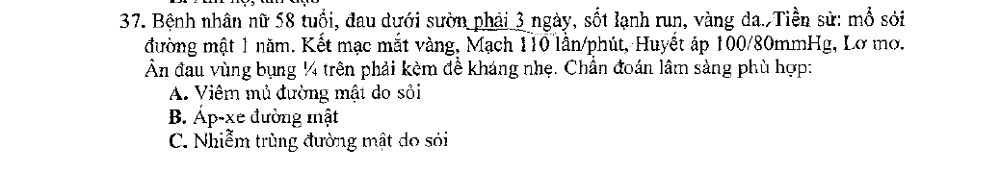 37. Bệnh nhân nữ 58 tuổi, đau dưới sườn phải 3 ngày, sốt lạnh run, vàng da. Tiền sử: mổ sỏi
đường mật 1 năm. Kết mạc mắt vàng, Mạch 110 lần/phút, Huyết áp 100/80mmHg, Lơ mơ.
Ấn đau vùng bụng ¼ trên phải kèm đề kháng nhẹ. Chẩn đoán lâm sàng phù hợp:
A. Viêm mủ đường mật do sỏi
B. Áp-xe đường mật
C. Nhiễm trùng đường mật do sỏi